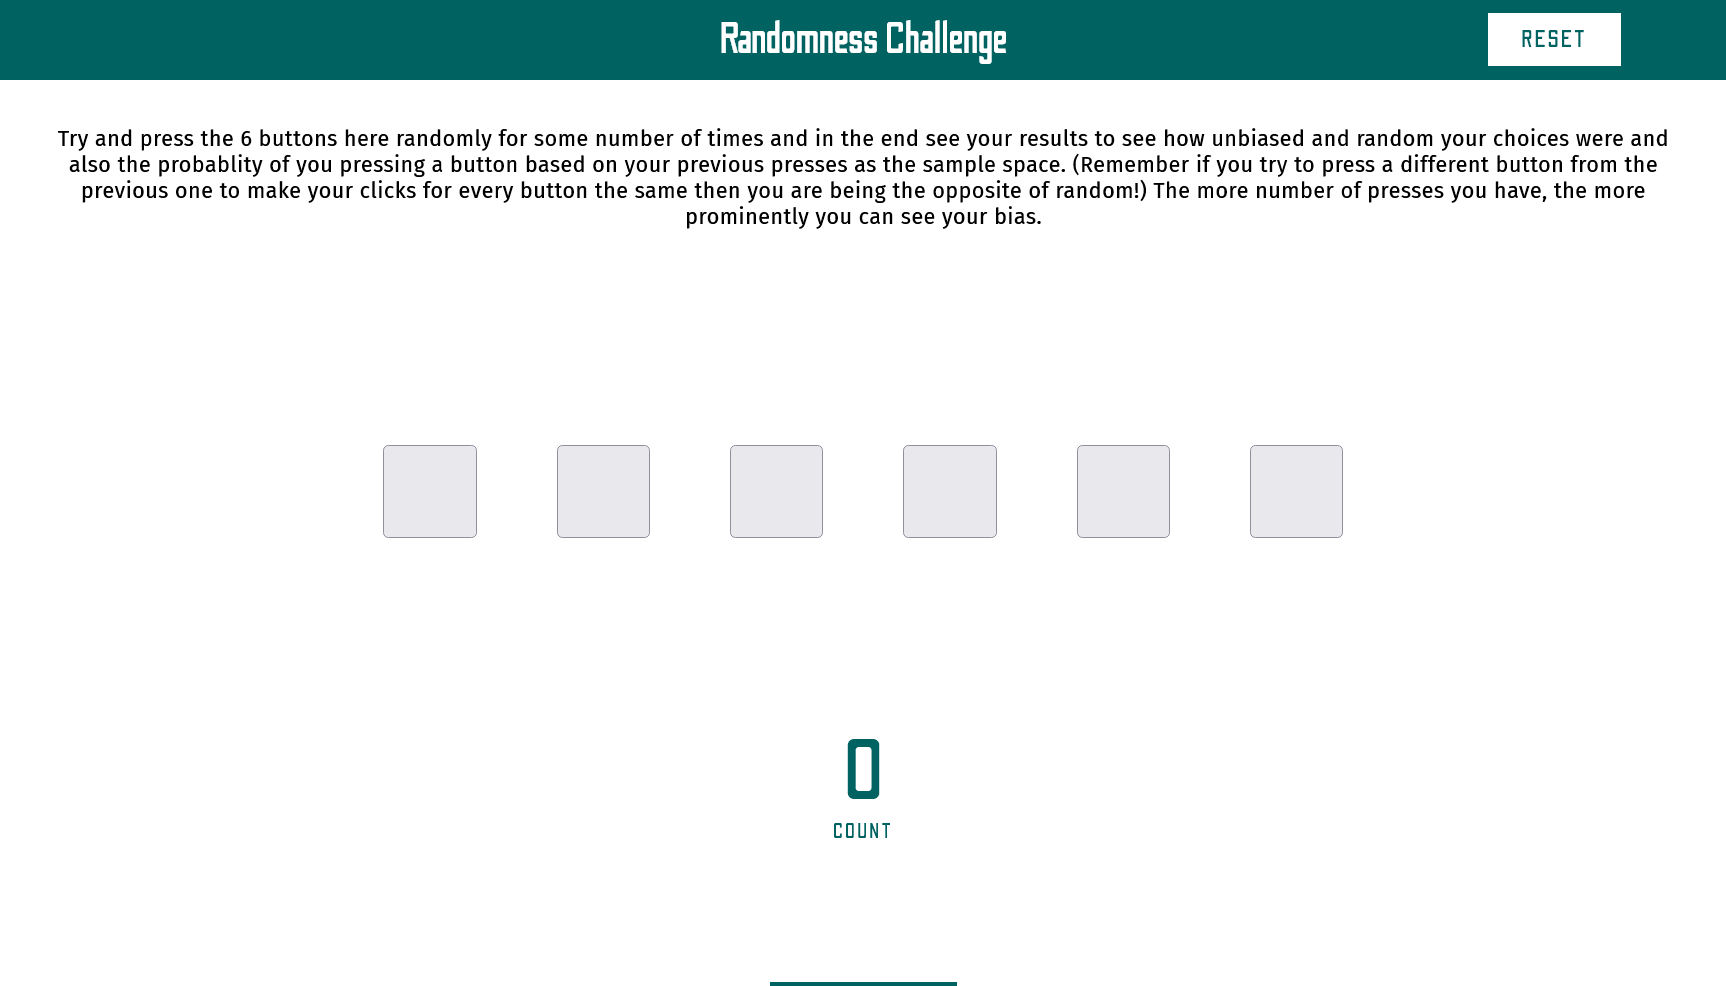 Randomness Challenge
RESET
Try and press the 6 buttons here randomly for some number of times and in the end see your results to see how unbiased and random your choices were and
also the probablity of you pressing a button based on your previous presses as the sample space. (Remember if you try to press a different button from the
previous one to make your clicks for every button the same then you are being the opposite of random!) The more number of presses you have, the more
prominently you can see your bias.
0
COUNT